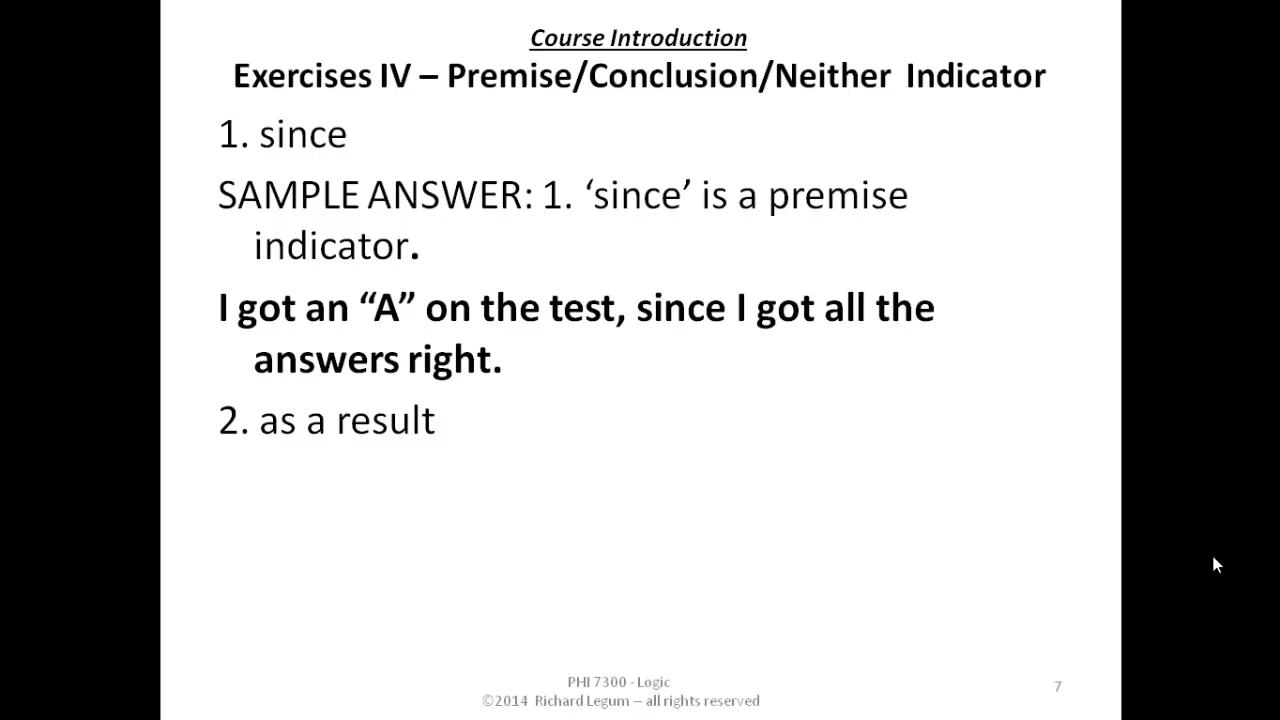 Course Introduction
Exercises IV – Premise/Conclusion/Neither Indicator
1. since
SAMPLE ANSWER: 1. ‘since’ is a premise
indicator.
I got an “A” on the test, since I got all the
answers right.
2. as a result
PHI 7300 - Logic
©2014 Richard Legum – all rights reserved
7